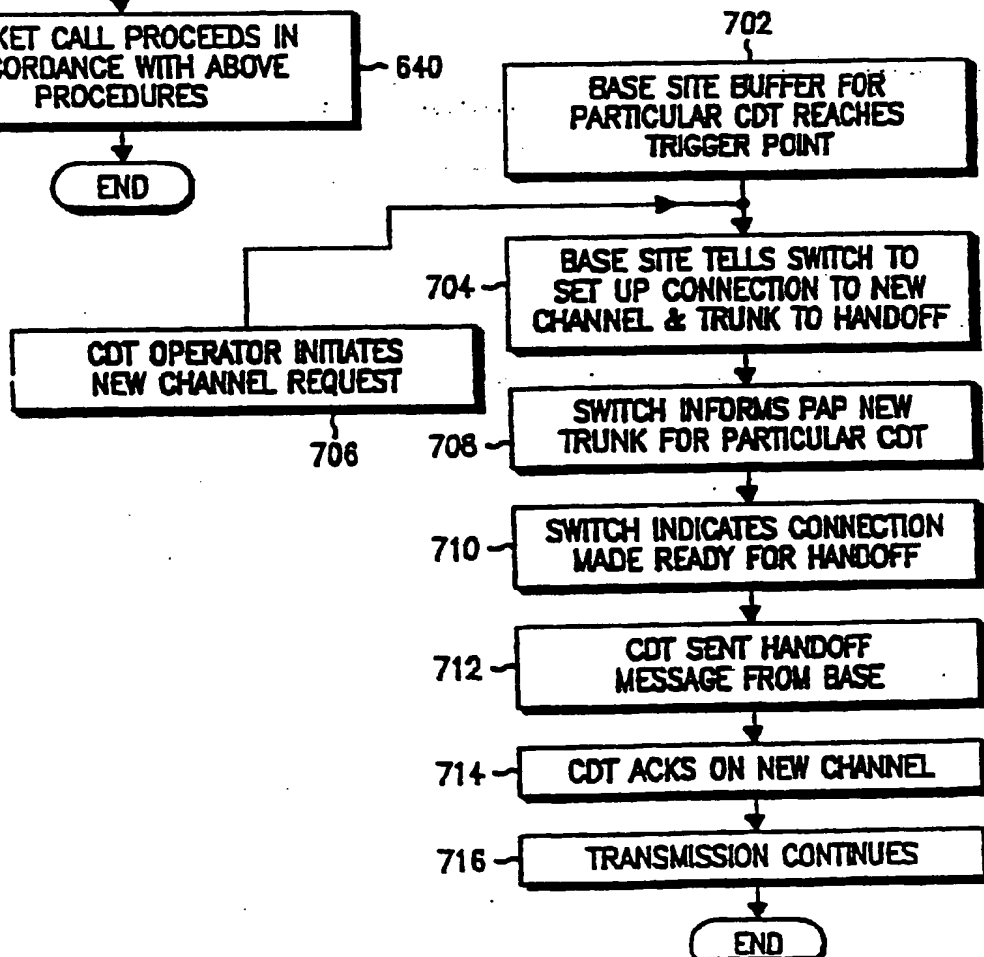 CALL PROCEEDS IN
WITH ABOVE
PROCEDURES
640
END
702
BASE SITE BUFFER FOR
PARTICULAR CDT REACHES
TRIGGER POINT
704
BASE SITE TELLS SWITCH TO
SET UP CONNECTION TO NEW
CHANNEL & TRUNK TO HANDOFF
CDT OPERATOR INITIATES
NEW CHANNEL REQUEST
706
708
SWITCH INFORMS PAP NEW
TRUNK FOR PARTICULAR CDT
710
SWITCH INDICATES CONNECTION
MADE READY FOR HANDOFF
712
CDT SENT HANDOFF
MESSAGE FROM BASE
714
CDT ACKS ON NEW CHANNEL
716
TRANSMISSION CONTINUES
END